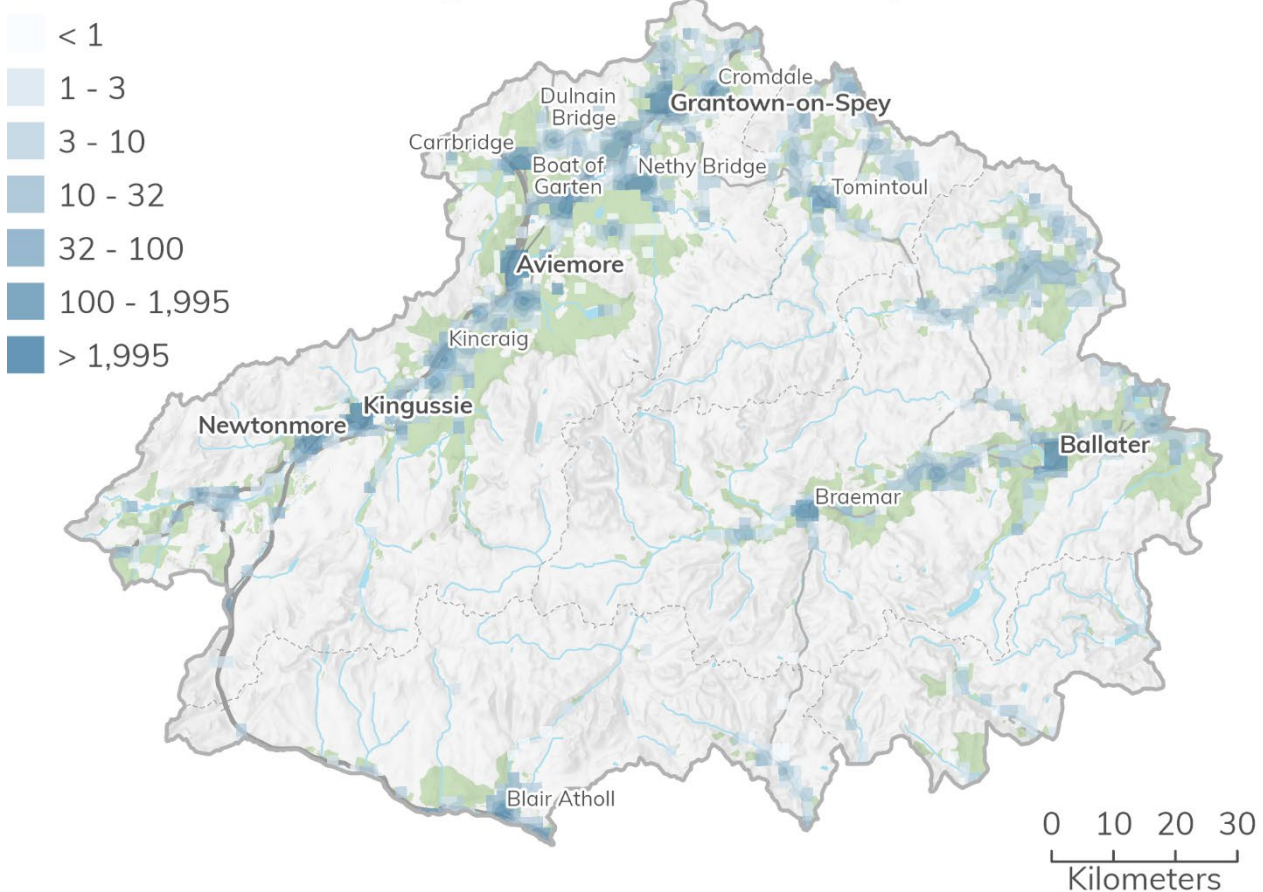 < 1
1 - 3
3 - 10
10 - 32
32 - 100
100 - 1,995
> 1,995
Cromdale
Grantown-on-Spey
Dulnain
Bridge
Carrbridge
Boat of
Garten
Nethy Bridge
Tomintoul
Aviemore
Kincraig
Kingussie
Newtonmore
Ballater
Braemar
Blair Atholl
0 10 20 30
Kilometers